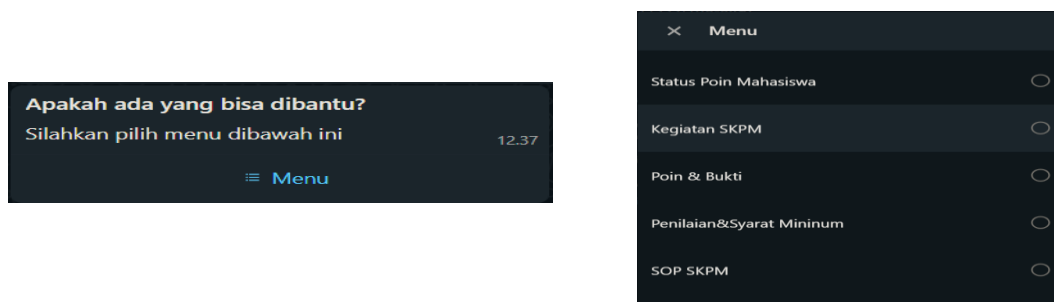 Apakah ada yang bisa dibantu?
Silahkan pilih menu dibawah ini
12.37
Menu
Menu
Status Poin Mahasiswa
Kegiatan SKPM
Poin & Bukti
Penilaian&Syarat Mininum
SOP SKPM